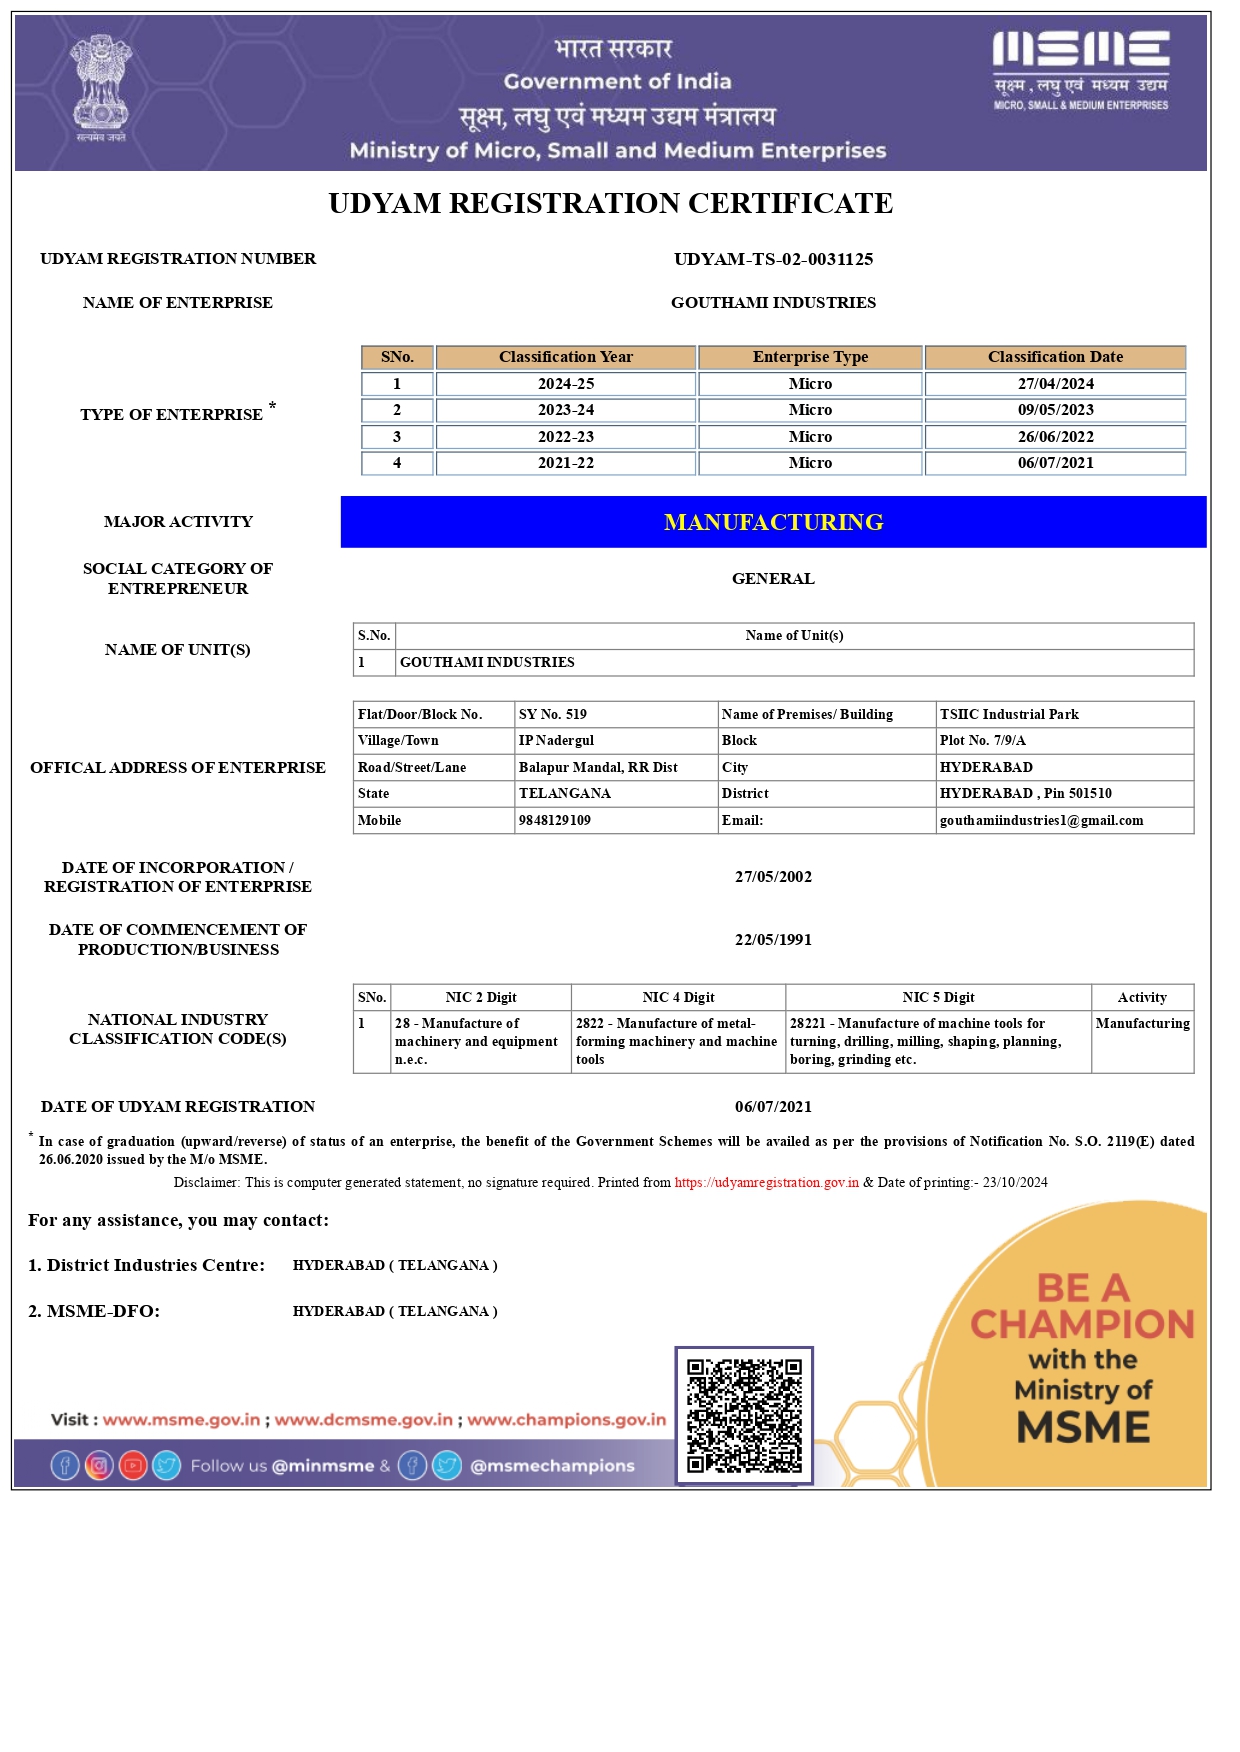 भारत सरकार
Government of India
सूक्ष्म, लघु एवं मध्यम उद्यम मंत्रालय
Ministry of Micro, Small and Medium Enterprises
सत्यमेव जयते
MSME
सूक्ष्म , लघु एवं मध्यम उद्यम
MICRO, SMALL & MEDIUM ENTERPRISES
UDYAM REGISTRATION CERTIFICATE
UDYAM REGISTRATION NUMBER UDYAM-TS-02-0031125
NAME OF ENTERPRISE GOUTHAMI INDUSTRIES
TYPE OF ENTERPRISE *
SNo. Classification Year Enterprise Type Classification Date
1 2024-25 Micro 27/04/2024
2 2023-24 Micro 09/05/2023
3 2022-23 Micro 26/06/2022
4 2021-22 Micro 06/07/2021
MAJOR ACTIVITY MANUFACTURING
SOCIAL CATEGORY OF
ENTREPRENEUR
GENERAL
NAME OF UNIT(S)
S.No. Name of Unit(s)
1 GOUTHAMI INDUSTRIES
OFFICAL ADDRESS OF ENTERPRISE
Flat/Door/Block No. SY No. 519 Name of Premises/ Building TSIIC Industrial Park
Village/Town IP Nadergul Block Plot No. 7/9/A
Road/Street/Lane Balapur Mandal, RR Dist City HYDERABAD
State TELANGANA District HYDERABAD , Pin 501510
Mobile 9848129109 Email: gouthamiindustries1@gmail.com
DATE OF INCORPORATION /
REGISTRATION OF ENTERPRISE
27/05/2002
DATE OF COMMENCEMENT OF
PRODUCTION/BUSINESS
22/05/1991
NATIONAL INDUSTRY
CLASSIFICATION CODE(S)
SNo. NIC 2 Digit NIC 4 Digit NIC 5 Digit Activity
1 28 - Manufacture of 2822 - Manufacture of metal- 28221 - Manufacture of machine tools for Manufacturing
machinery and equipment forming machinery and machine turning, drilling, milling, shaping, planning,
n.e.c. tools boring, grinding etc.
DATE OF UDYAM REGISTRATION 06/07/2021
* In case of graduation (upward/reverse) of status of an enterprise, the benefit of the Government Schemes will be availed as per the provisions of Notification No. S.O. 2119(E) dated
26.06.2020 issued by the M/o MSME.
Disclaimer: This is computer generated statement, no signature required. Printed from https://udyamregistration.gov.in & Date of printing:- 23/10/2024
For any assistance, you may contact:
1. District Industries Centre: HYDERABAD ( TELANGANA )
2. MSME-DFO: HYDERABAD ( TELANGANA )
BE A
CHAMPION
with the
Ministry of
MSME
Visit : www.msme.gov.in ; www.dcmsme.gov.in ; www.champions.gov.in
Follow us @minmsme & @msmechampions